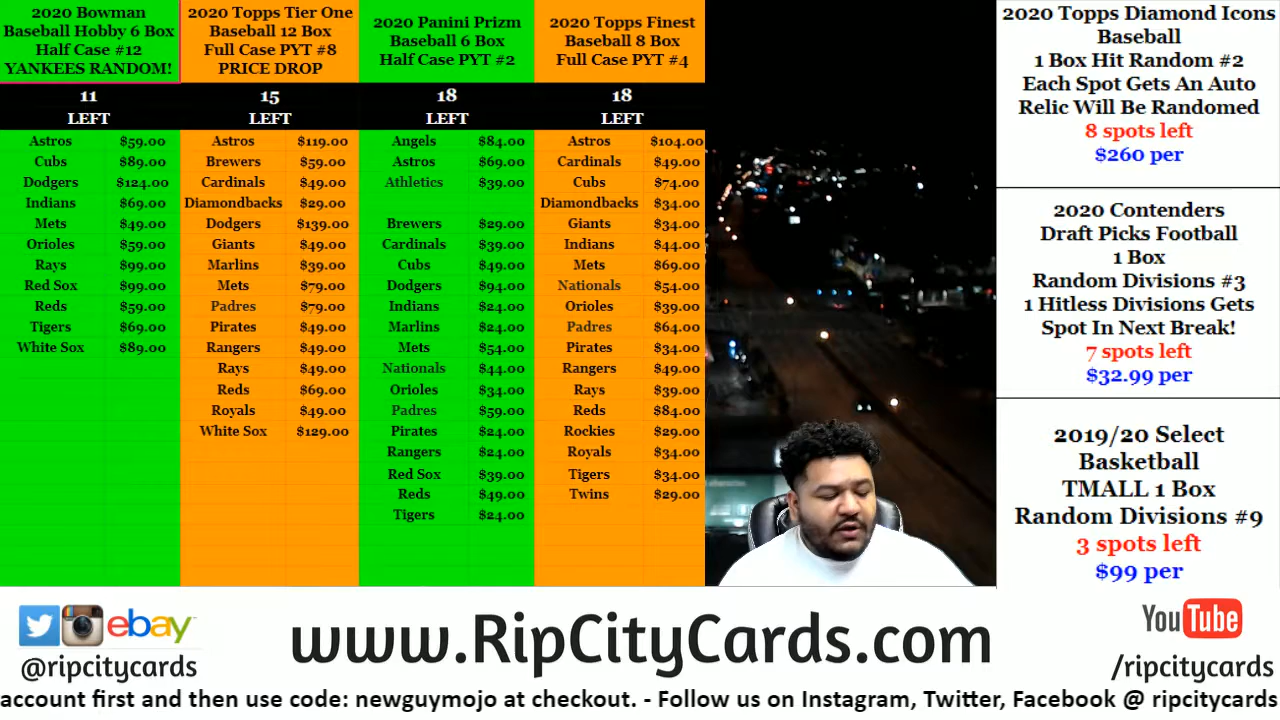 2020 Bowman
Baseball Hobby 6 Box
Half Case #12
YANKEES RANDOM!
11
LEFT
Astros $59.00
Cubs $89.00
Dodgers $124.00
Indians $69.00
Mets $49.00
Orioles $59.00
Rays $99.00
Red Sox $99.00
Reds $59.00
Tigers $69.00
White Sox $89.00
2020 Topps Tier One
Baseball 12 Box
Full Case PYT #8
PRICE DROP
15
LEFT
Astros $119.00
Brewers $59.00
Cardinals $49.00
Diamondbacks $29.00
Dodgers $139.00
Giants $49.00
Marlins $39.00
Mets $79.00
Padres $79.00
Pirates $49.00
Rangers $49.00
Rays $49.00
Reds $69.00
Royals $49.00
White Sox $129.00
2020 Panini Prizm
Baseball 6 Box
Half Case PYT #2
18
LEFT
Angels $84.00
Astros $69.00
Athletics $39.00
Brewers $29.00
Cardinals $39.00
Cubs $49.00
Dodgers $94.00
Indians $24.00
Marlins $24.00
Mets $54.00
Nationals $44.00
Orioles $34.00
Padres $59.00
Pirates $24.00
Rangers $24.00
Red Sox $39.00
Reds $49.00
Tigers $24.00
2020 Topps Finest
Baseball 8 Box
Full Case PYT #4
18
LEFT
Astros $104.00
Cardinals $49.00
Cubs $74.00
Diamondbacks $34.00
Giants $34.00
Indians $44.00
Mets $69.00
Nationals $54.00
Orioles $39.00
Padres $64.00
Pirates $34.00
Rangers $49.00
Rays $39.00
Reds $84.00
Rockies $29.00
Royals $34.00
Tigers $34.00
Twins $29.00
2020 Topps Diamond Icons
Baseball
1 Box Hit Random #2
Each Spot Gets An Auto
Relic Will Be Randomed
8 spots left
$260 per
2020 Contenders
Draft Picks Football
1 Box
Random Divisions #3
1 Hitless Divisions Gets
Spot In Next Break!
7 spots left
$32.99 per
2019/20 Select
Basketball
TMALL 1 Box
Random Divisions #9
3 spots left
$99 per
ebay
@ripcitycards
www.RipCityCards.com
YouTube
/ripcitycards
account first and then use code: newguymojo at checkout. - Follow us on Instagram, Twitter, Facebook @ ripcitycards